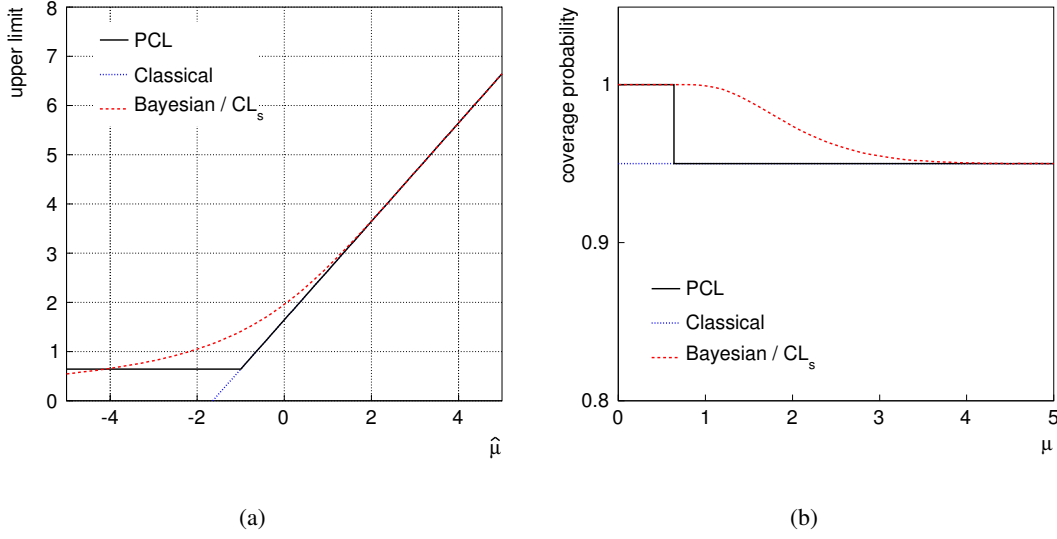 upper limit
8
7
6
5
4
3
2
1
0
PCL
Classical
Bayesian / CLs
-4
-2
0
2
4
μ̂
(a)
coverage probability
1
0.9
0.8
PCL
Classical
Bayesian / CLs
0
1
2
3
4
5
μ
(b)